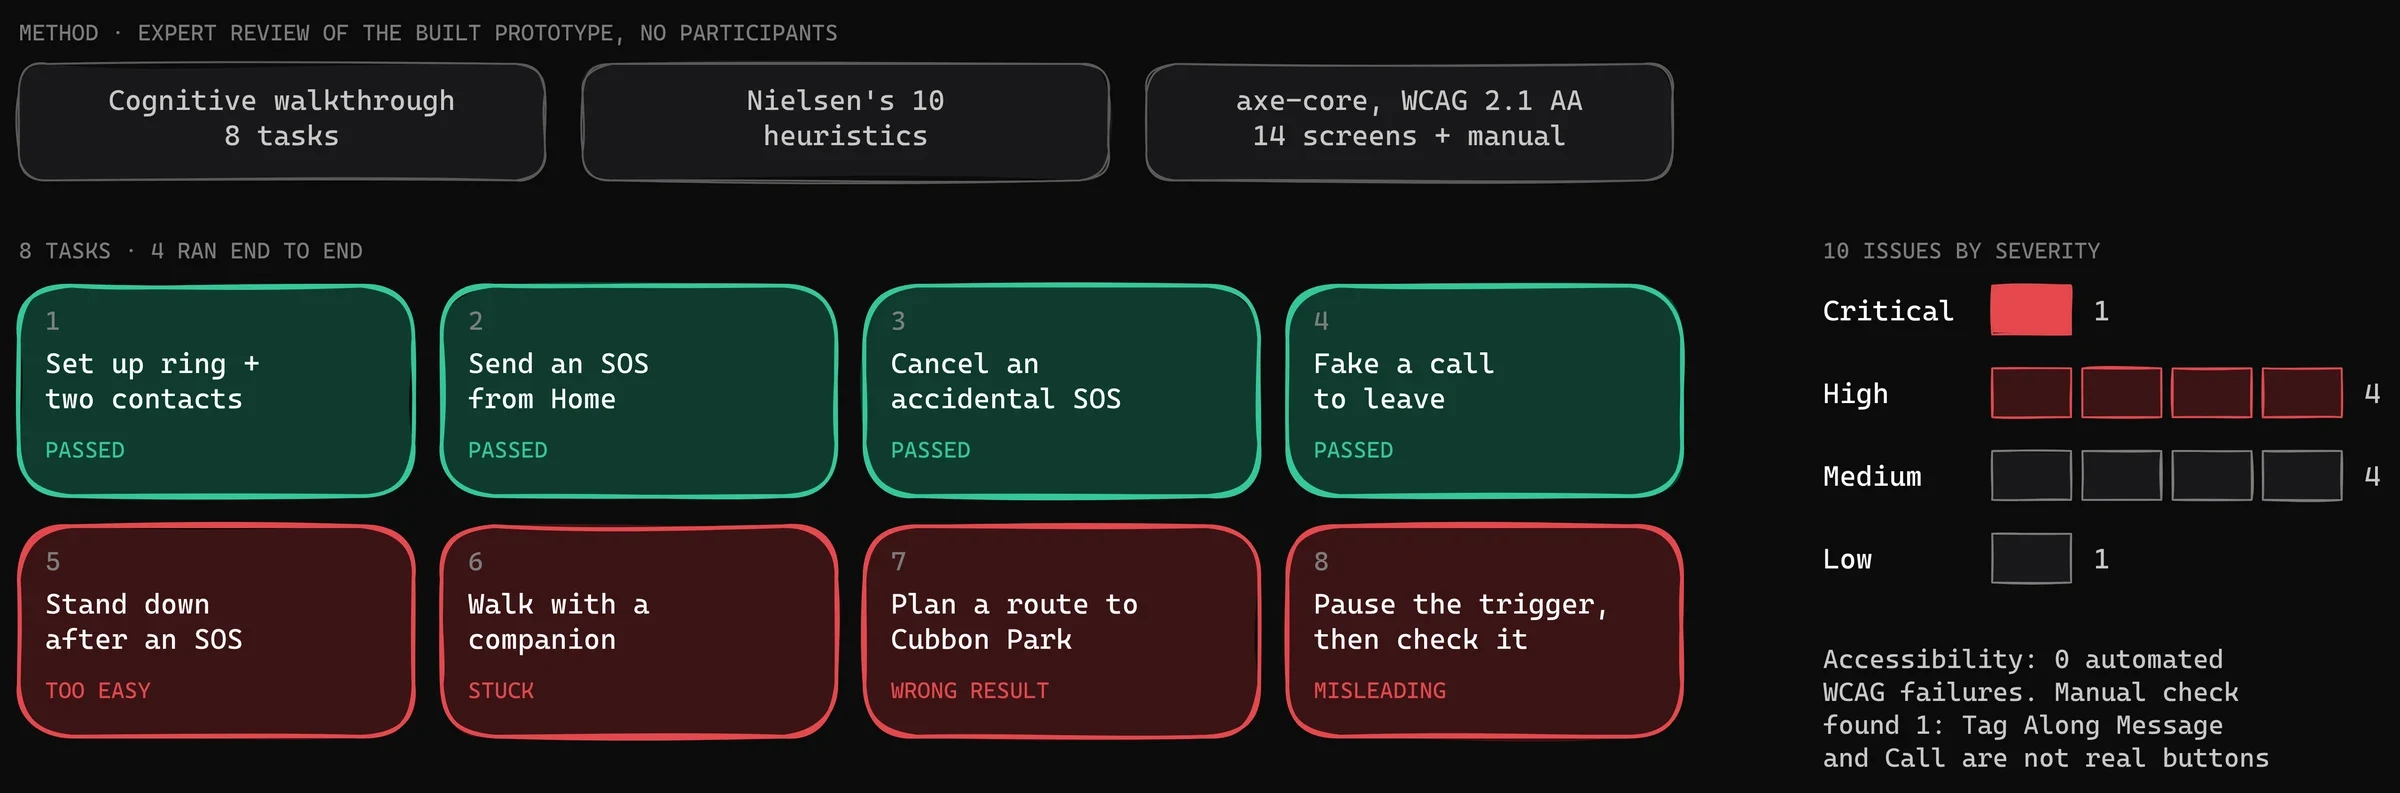 METHOD · EXPERT REVIEW OF THE BUILT PROTOTYPE, NO PARTICIPANTS
Cognitive walkthrough
8 tasks
Nielsen's 10
heuristics
axe-core, WCAG 2.1 AA
14 screens + manual
8 TASKS · 4 RAN END TO END
1
Set up ring +
two contacts
PASSED
2
Send an SOS
from Home
PASSED
3
Cancel an
accidental SOS
PASSED
4
Fake a call
to leave
PASSED
5
Stand down
after an SOS
TOO EASY
6
Walk with a
companion
STUCK
7
Plan a route to
Cubbon Park
WRONG RESULT
8
Pause the trigger,
then check it
MISLEADING
10 ISSUES BY SEVERITY
Critical 1
High 4
Medium 4
Low 1
Accessibility: 0 automated
WCAG failures. Manual check
found 1: Tag Along Message
and Call are not real buttons